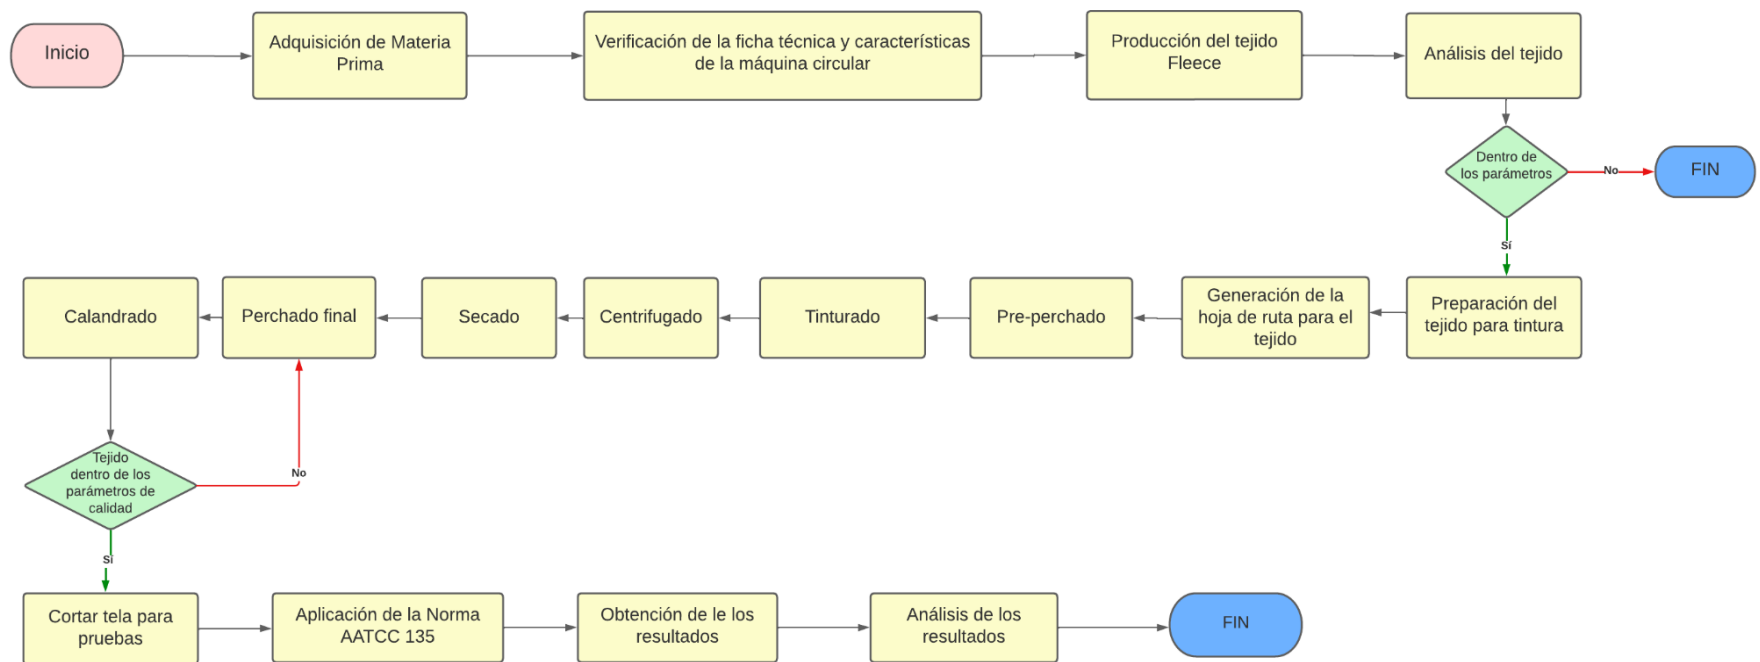 Inicio
Adquisición de Materia
Prima
Verificación de la ficha técnica y características
de la máquina circular
Producción del tejido
Fleece
Análisis del tejido
Dentro de
los parámetros
No
FIN
Sí
Preparación del
tejido para tintura
Generación de la
hoja de ruta para el
tejido
Pre-perchado
Tinturado
Centrifugado
Secado
Perchado final
Calandrado
Tejido
dentro de los
parámetros de
calidad
No
Sí
Cortar tela para
pruebas
Aplicación de la Norma
AATCC 135
Obtención de le los
resultados
Análisis de los
resultados
FIN